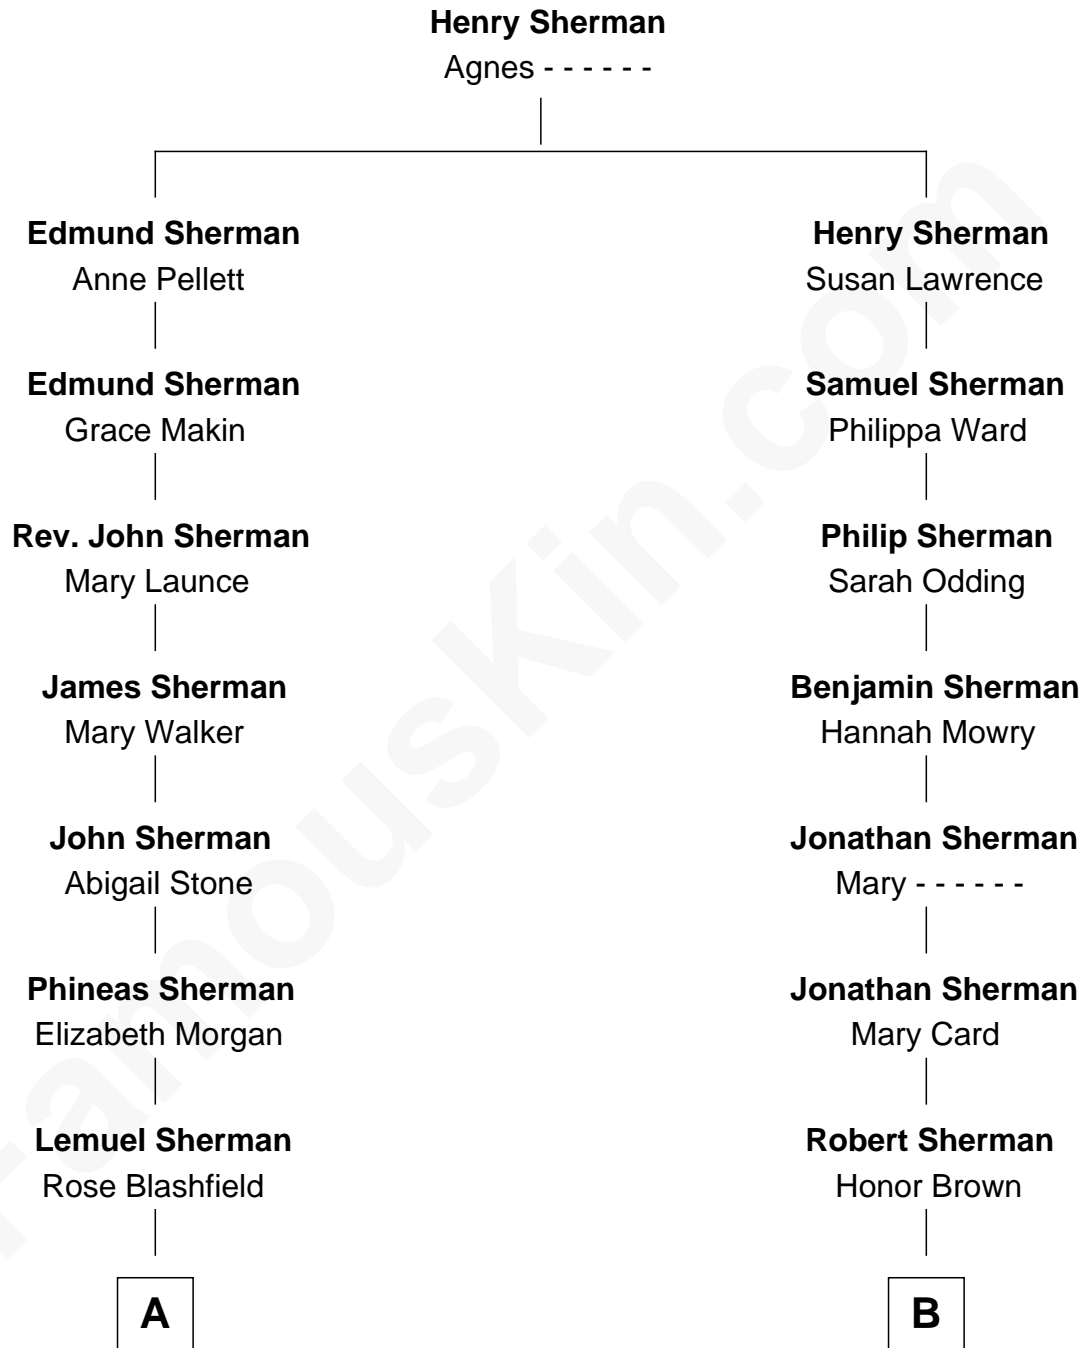 Henry Sherman
Agnes - - - - - -
Edmund Sherman
Anne Pellett
Henry Sherman
Susan Lawrence
Edmund Sherman
Grace Makin
Samuel Sherman
Philippa Ward
Rev. John Sherman
Mary Launce
Philip Sherman
Sarah Odding
James Sherman
Mary Walker
Benjamin Sherman
Hannah Mowry
John Sherman
Abigail Stone
Jonathan Sherman
Mary - - - - - -
Phineas Sherman
Elizabeth Morgan
Jonathan Sherman
Mary Card
Lemuel Sherman
Rose Blashfield
Robert Sherman
Honor Brown
A
B
FamousKin.com